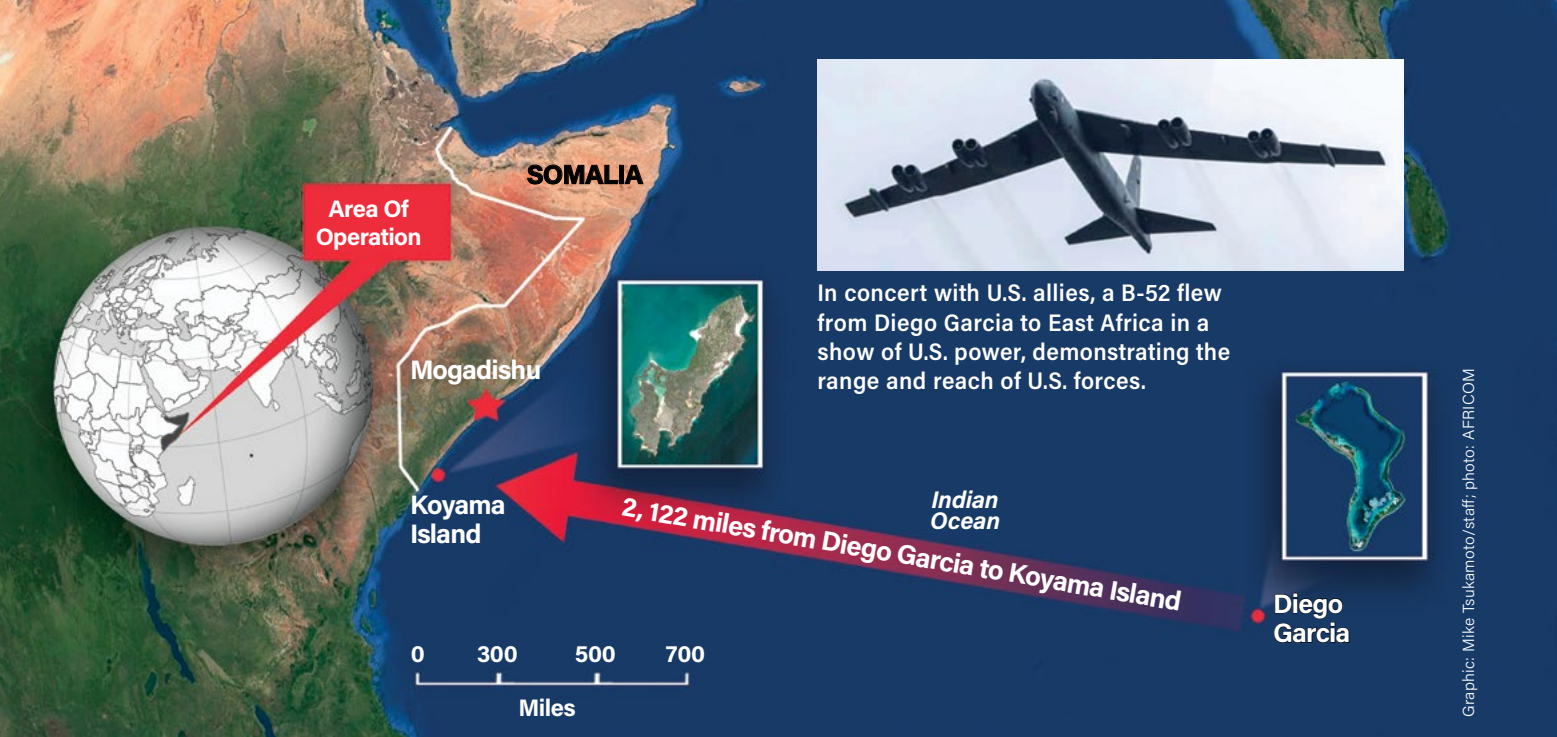 SOMALIA
Area Of
Operation
In concert with U.S. allies, a B-52 flew
from Diego Garcia to East Africa in a
show of U.S. power, demonstrating the
range and reach of U.S. forces.
Mogadishu
Koyama
Island
Indian
Ocean
2, 122 miles from Diego Garcia to Koyama Island
Diego
Garcia
0 300 500 700
Miles
Graphic: Mike Tsukamoto/staff; photo: AFRICOM